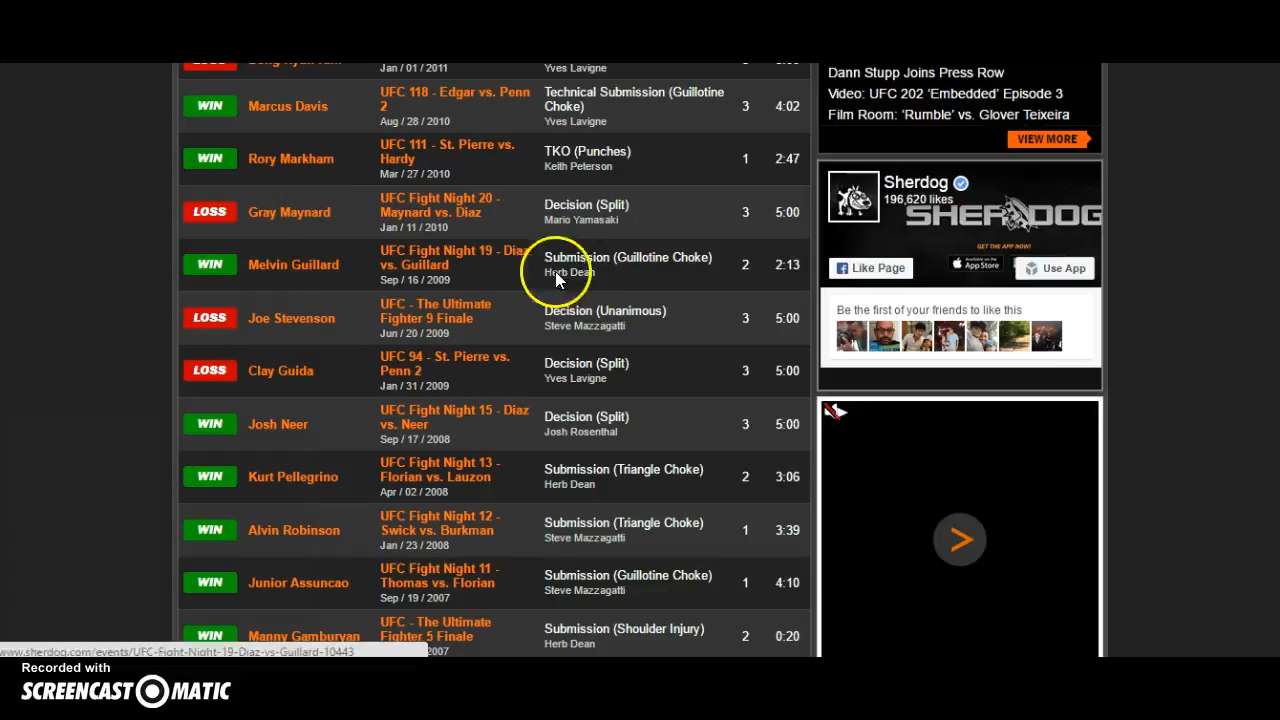 Jan / 01 / 2011
Yves Lavigne
WIN
Marcus Davis
UFC 118 - Edgar vs. Penn
2
Aug / 28 / 2010
Technical Submission (Guillotine
Choke)
Yves Lavigne
3
4:02
WIN
Rory Markham
UFC 111 - St. Pierre vs.
Hardy
Mar / 27 / 2010
TKO (Punches)
Keith Peterson
1
2:47
LOSS
Gray Maynard
UFC Fight Night 20 -
Maynard vs. Diaz
Jan / 11 / 2010
Decision (Split)
Mario Yamasaki
3
5:00
WIN
Melvin Guillard
UFC Fight Night 19 - Diaz
vs. Guillard
Sep / 16 / 2009
Submission (Guillotine Choke)
Herb Dean
2
2:13
LOSS
Joe Stevenson
UFC - The Ultimate
Fighter 9 Finale
Jun / 20 / 2009
Decision (Unanimous)
Steve Mazzagatti
3
5:00
LOSS
Clay Guida
UFC 94 - St. Pierre vs.
Penn 2
Jan / 31 / 2009
Decision (Split)
Yves Lavigne
3
5:00
WIN
Josh Neer
UFC Fight Night 15 - Diaz
vs. Neer
Sep / 17 / 2008
Decision (Split)
Josh Rosenthal
3
5:00
WIN
Kurt Pellegrino
UFC Fight Night 13 -
Florian vs. Lauzon
Apr / 02 / 2008
Submission (Triangle Choke)
Herb Dean
2
3:06
WIN
Alvin Robinson
UFC Fight Night 12 -
Swick vs. Burkman
Jan / 23 / 2008
Submission (Triangle Choke)
Steve Mazzagatti
1
3:39
WIN
Junior Assuncao
UFC Fight Night 11 -
Thomas vs. Florian
Sep / 19 / 2007
Submission (Guillotine Choke)
Steve Mazzagatti
1
4:10
WIN
Manny Gamburyan
UFC - The Ultimate
Fighter 5 Finale
2007
Submission (Shoulder Injury)
Herb Dean
2
0:20
www.sherdog.com/events/UFC-Fight-Night-19-Diaz-vs-Guillard-10443
Dann Stupp Joins Press Row
Video: UFC 202 ‘Embedded’ Episode 3
Film Room: ‘Rumble’ vs. Glover Teixeira
VIEW MORE
Sherdog
196,620 likes
SHERDOG
GET THE APP NOW!
Available on the
App Store
Like Page
Use App
Be the first of your friends to like this
Recorded with
SCREENCAST MATIC